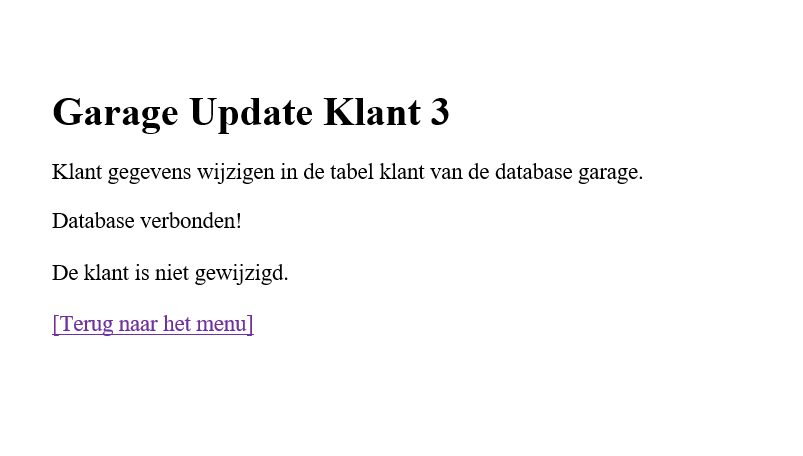 Garage Update Klant 3
Klant gegevens wijzigen in de tabel klant van de database garage.
Database verbonden!
De klant is niet gewijzigd.
[Terug naar het menu]